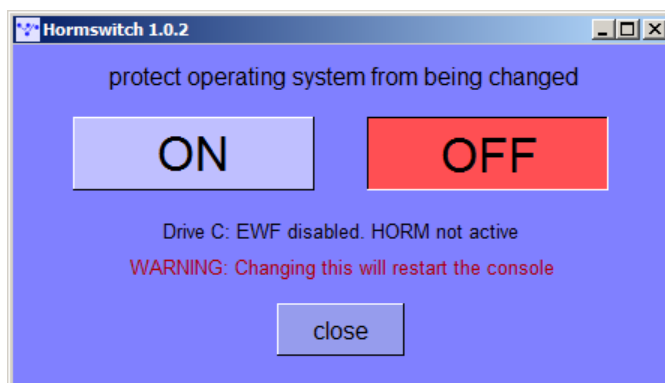 Hormswitch 1.0.2
protect operating system from being changed
ON OFF
Drive C: EWF disabled. HORM not active
WARNING: Changing this will restart the console
close